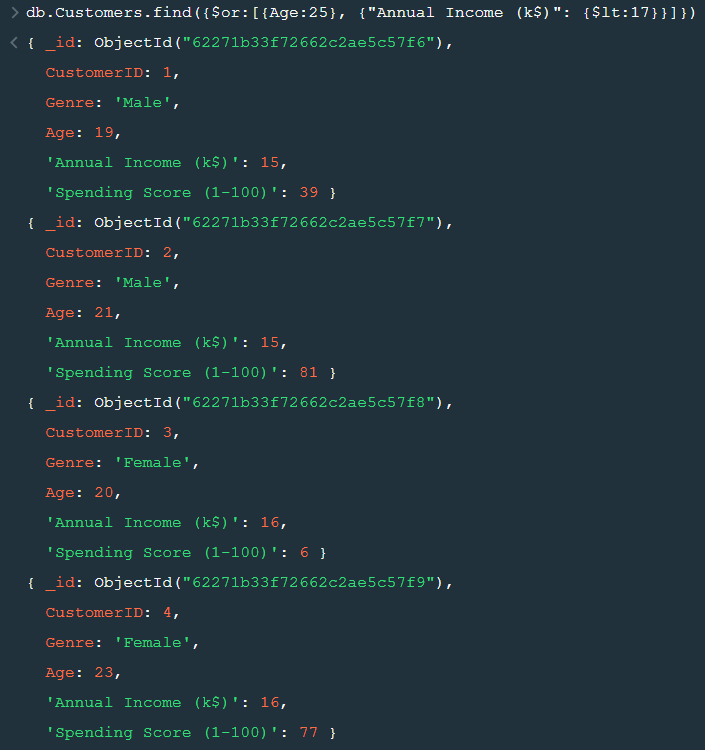 > db.Customers.find({$or:[{Age:25}, {"Annual Income (k$)": {$lt:17}}]})
< { _id: ObjectId("62271b33f72662c2ae5c57f6"),
CustomerID: 1,
Genre: 'Male',
Age: 19,
'Annual Income (k$)': 15,
'Spending Score (1-100)': 39 }
{ _id: ObjectId("62271b33f72662c2ae5c57f7"),
CustomerID: 2,
Genre: 'Male',
Age: 21,
'Annual Income (k$)': 15,
'Spending Score (1-100)': 81 }
{ _id: ObjectId("62271b33f72662c2ae5c57f8"),
CustomerID: 3,
Genre: 'Female',
Age: 20,
'Annual Income (k$)': 16,
'Spending Score (1-100)': 6 }
{ _id: ObjectId("62271b33f72662c2ae5c57f9"),
CustomerID: 4,
Genre: 'Female',
Age: 23,
'Annual Income (k$)': 16,
'Spending Score (1-100)': 77 }